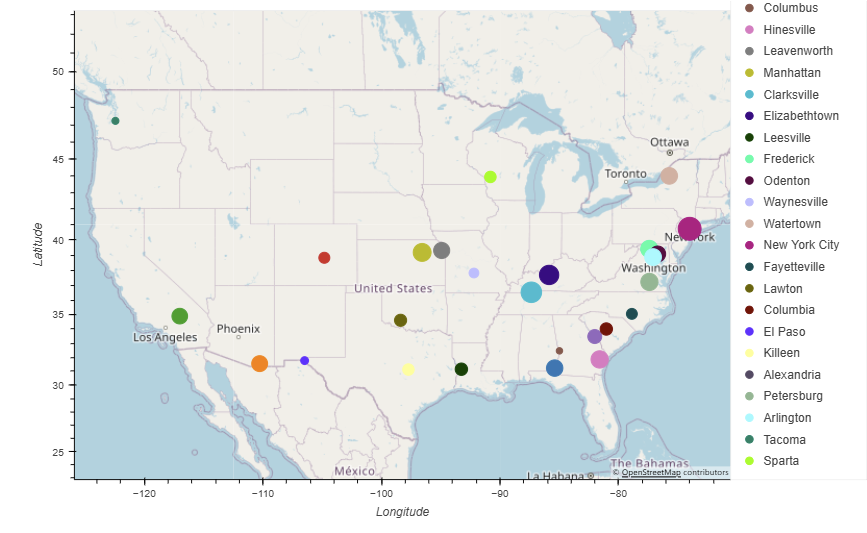 Columbus
Hinesville
Leavenworth
Manhattan
Clarksville
Elizabethtown
Leesville
Frederick
Odenton
Waynesville
Watertown
New York City
Fayetteville
Lawton
Columbia
El Paso
Killeen
Alexandria
Petersburg
Arlington
Tacoma
Sparta
50
45
40
35
30
25
Latitude
Ottawa
Toronto
New York
Washington
United States
Phoenix
Los Angeles
México
The Bahamas
La Habana
© OpenStreetMap contributors
−120
−110
−100
−90
−80
Longitude